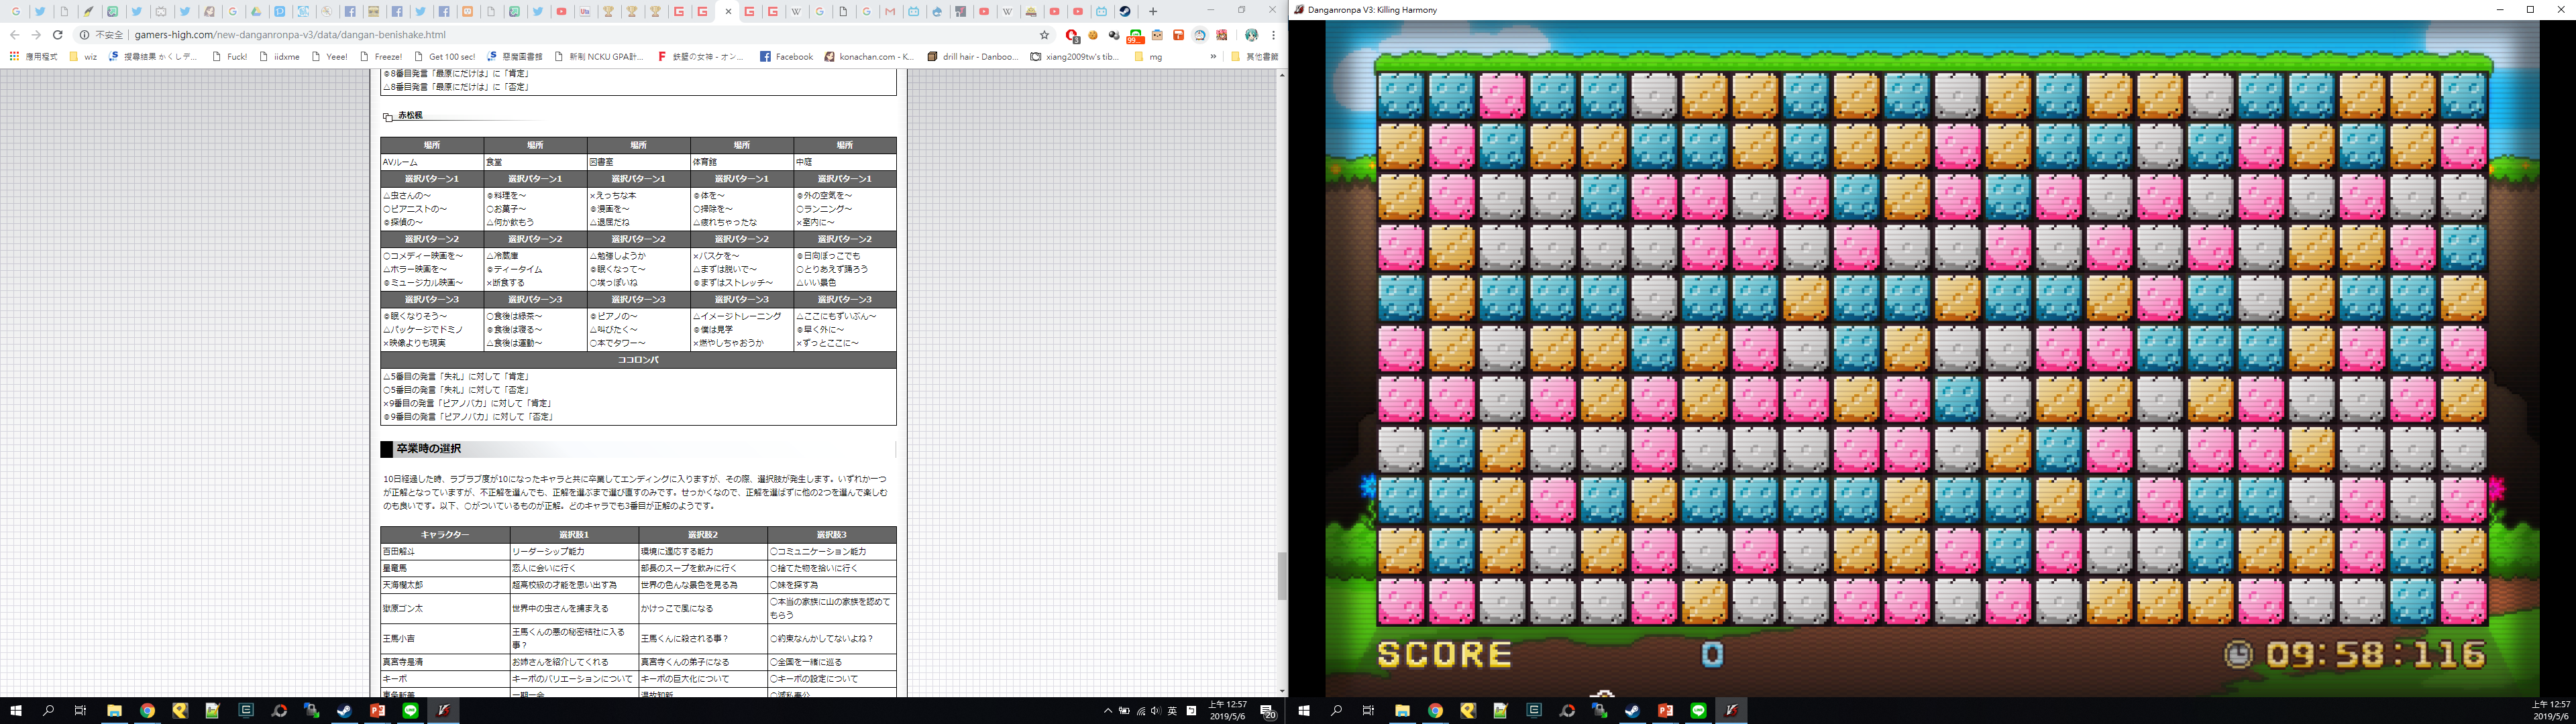 不安全 | gamers-high.com/new-danganronpa-v3/data/dangan-benishake.html
應用程式 wiz 搜尋結果 かくしデ... Fuck! iidxme Yeee! Freeze! Get 100 sec! 惡魔圖書館 新制 NCKU GPA計... 鉄壁の女神 - オン... Facebook konachan.com - K... drill hair - Danboo... xiang2009tw's tib... mg » 其他書籤
◎8番目発言「最原にだけは」に「肯定」
△8番目発言「最原にだけは」に「否定」
赤松楓
場所 場所 場所 場所 場所
AVルーム 食堂 図書室 体育館 中庭
選択パターン1 選択パターン1 選択パターン1 選択パターン1 選択パターン1
△虫さんの～ ◎料理を～ ×えっちな本 ◎体を～ ◎外の空気を～
○ピアニストの～ ○お菓子～ ◎漫画を～ ○掃除を～ ○ランニング～
◎探偵の～ △何か飲もう △退屈だね △疲れちゃったな ×室内に～
選択パターン2 選択パターン2 選択パターン2 選択パターン2 選択パターン2
○コメディー映画を～ △冷蔵庫 △勉強しようか ×バスケを～ ◎日向ぼっこでも
△ホラー映画を～ ◎ティータイム ◎眠くなって～ △まずは脱いで～ ○とりあえず踊ろう
◎ミュージカル映画～ ×断食する ○埃っぽいね ◎まずはストレッチ～ △いい景色
選択パターン3 選択パターン3 選択パターン3 選択パターン3 選択パターン3
◎眠くなりそう～ ○食後は緑茶～ ◎ピアノの～ △イメージトレーニング △ここにもずいぶん～
△パッケージでドミノ ◎食後は寝る～ △叫びたく～ ◎僕は見学 ◎早く外に～
×映像よりも現実 △食後は運動～ ○本でタワー～ ×燃やしちゃおうか ×ずっとここに～
ココロンパ
△5番目の発言「失礼」に対して「肯定」
○5番目の発言「失礼」に対して「否定」
×9番目の発言「ピアノバカ」に対して「肯定」
◎9番目の発言「ピアノバカ」に対して「否定」
卒業時の選択
10日経過した時、ラブラブ度が10になったキャラと共に卒業してエンディングに入りますが、その際、選択肢が発生します。いずれか一つ
が正解となっていますが、不正解を選んでも、正解を選ぶまで選び直すのみです。せっかくなので、正解を選ばずに他の2つを選んで楽しむ
のも良いです。以下、○がついているものが正解。どのキャラでも3番目が正解のようです。
キャラクター 選択肢1 選択肢2 選択肢3
百田解斗 リーダーシップ能力 環境に適応する能力 ○コミュニケーション能力
星竜馬 恋人に会いに行く 部長のスープを飲みに行く ○捨てた物を拾いに行く
天海蘭太郎 超高校級の才能を思い出す為 世界の色んな景色を見る為 ○妹を探す為
獄原ゴン太 世界中の虫さんを捕まえる かけっこで風になる ○本当の家族に山の家族を認めて
もらう
王馬小吉 王馬くんの悪の秘密結社に入る
事？ 王馬くんに殺される事？ ○約束なんかしてないよね？
真宮寺是清 お姉さんを紹介してくれる 真宮寺くんの弟子になる ○全国を一緒に巡る
キーボ キーボのバリエーションについて キーボの巨大化について ○キーボの設定について
東条斬美 一期一会 温故知新 ○滅私奉公
英 上午 12:57
2019/5/6 20
Danganronpa V3: Killing Harmony
SCORE 0 09:58:116
上午 12:57
2019/5/6